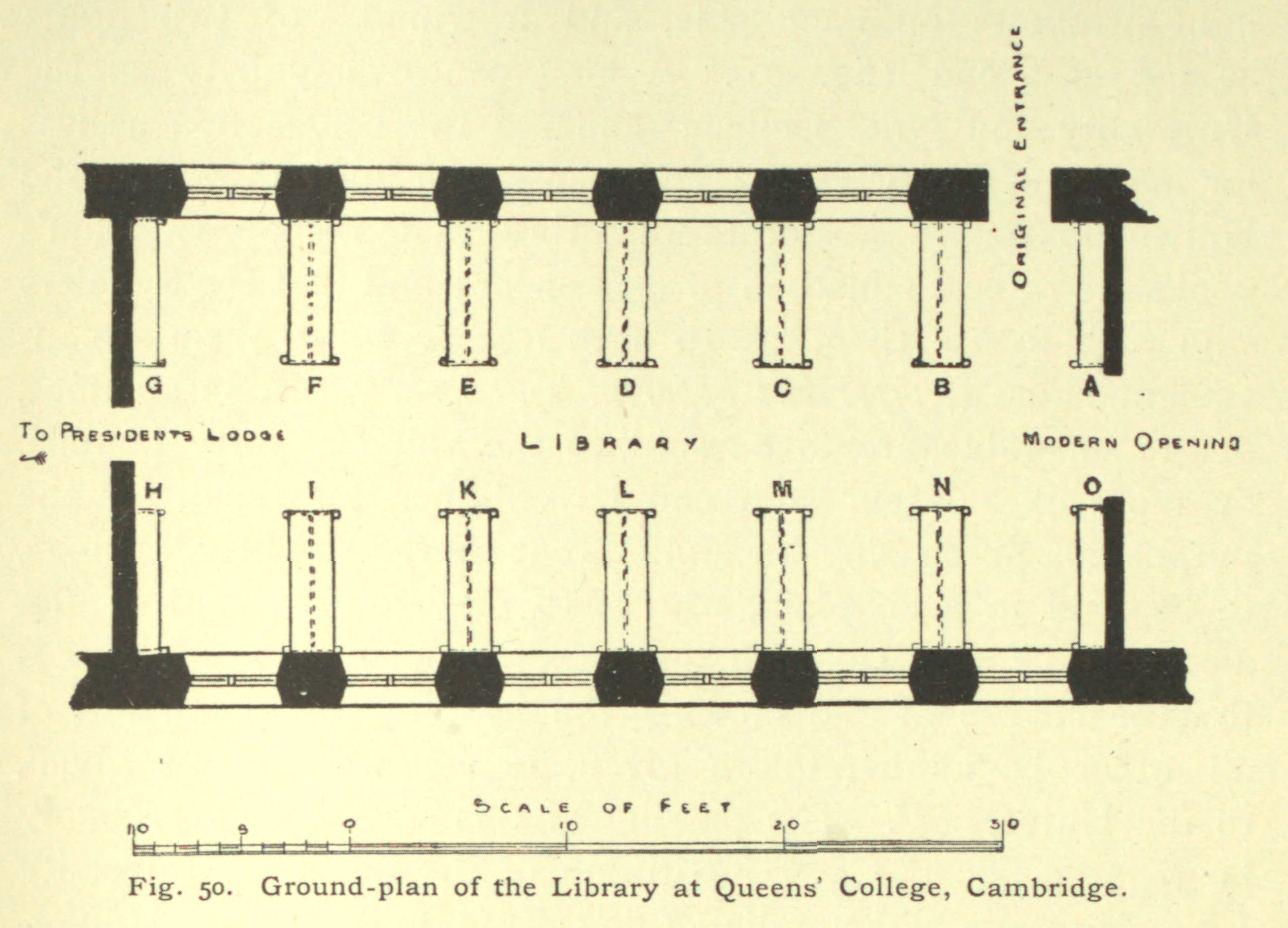 ORIGINAL ENTRANCE
G F E D C B A
TO PRESIDENTS LODGE LIBRARY MODERN OPENING
H I K L M N O
SCALE OF FEET
10 5 0 10 20 30
Fig. 50. Ground-plan of the Library at Queens' College, Cambridge.